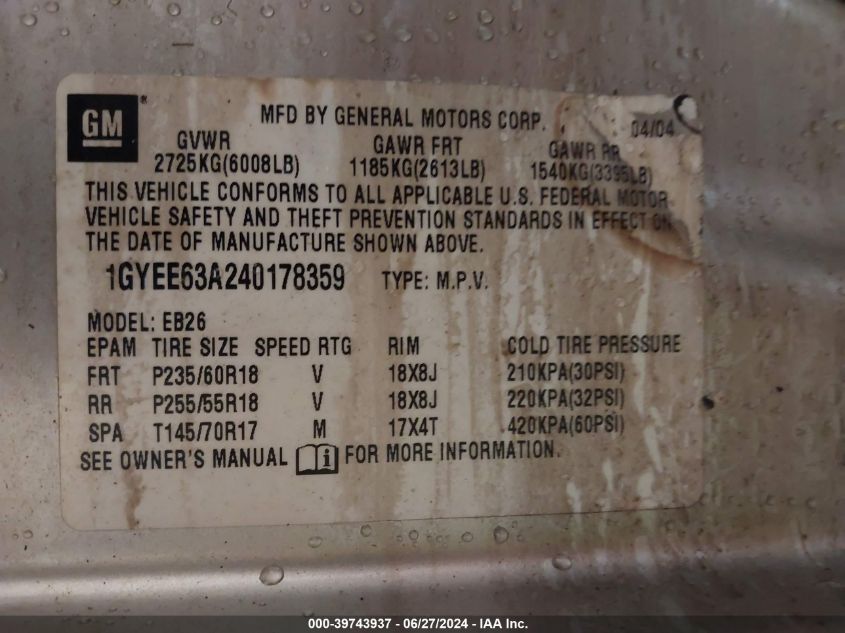 GM®
MFD BY GENERAL MOTORS CORP. 04/04
GVWR GAWR FRT GAWR RR
2725KG(6008LB) 1185KG(2613LB) 1540KG(3395LB)
THIS VEHICLE CONFORMS TO ALL APPLICABLE U.S. FEDERAL MOTOR
VEHICLE SAFETY AND THEFT PREVENTION STANDARDS IN EFFECT ON
THE DATE OF MANUFACTURE SHOWN ABOVE.
1GYEE63A240178359 TYPE: M.P.V.
MODEL: EB26
EPAM TIRE SIZE SPEED RTG RIM COLD TIRE PRESSURE
FRT P235/60R18 V 18X8J 210KPA(30PSI)
RR P255/55R18 V 18X8J 220KPA(32PSI)
SPA T145/70R17 M 17X4T 420KPA(60PSI)
SEE OWNER'S MANUAL i FOR MORE INFORMATION.
000-39743937 - 06/27/2024 - IAA Inc.